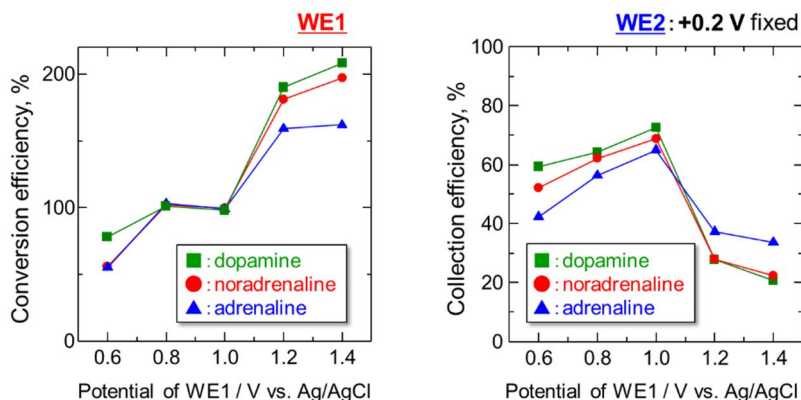 WE1
Conversion efficiency, %
200
100
0
0.6 0.8 1.0 1.2 1.4
Potential of WE1 / V vs. Ag/AgCl
: dopamine
: noradrenaline
: adrenaline
WE2 : +0.2 V fixed
Collection efficiency, %
100
80
60
40
20
0
0.6 0.8 1.0 1.2 1.4
Potential of WE1 / V vs. Ag/AgCl
: dopamine
: noradrenaline
: adrenaline